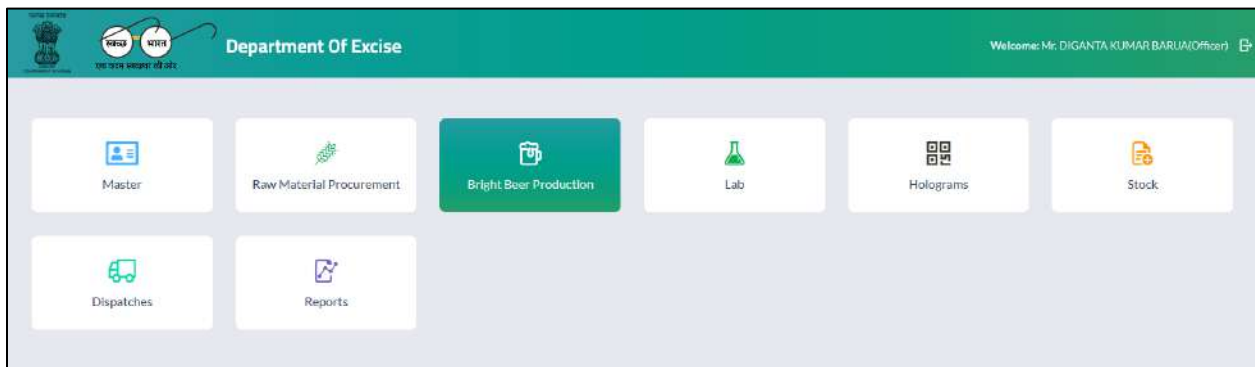 स्वच्छ भारत
एक कदम स्वच्छता की ओर
Department Of Excise
Welcome: Mr. DIGANTA KUMAR BARUA(Officer)
Master
Raw Material Procurement
Bright Beer Production
Lab
Holograms
Stock
Dispatches
Reports